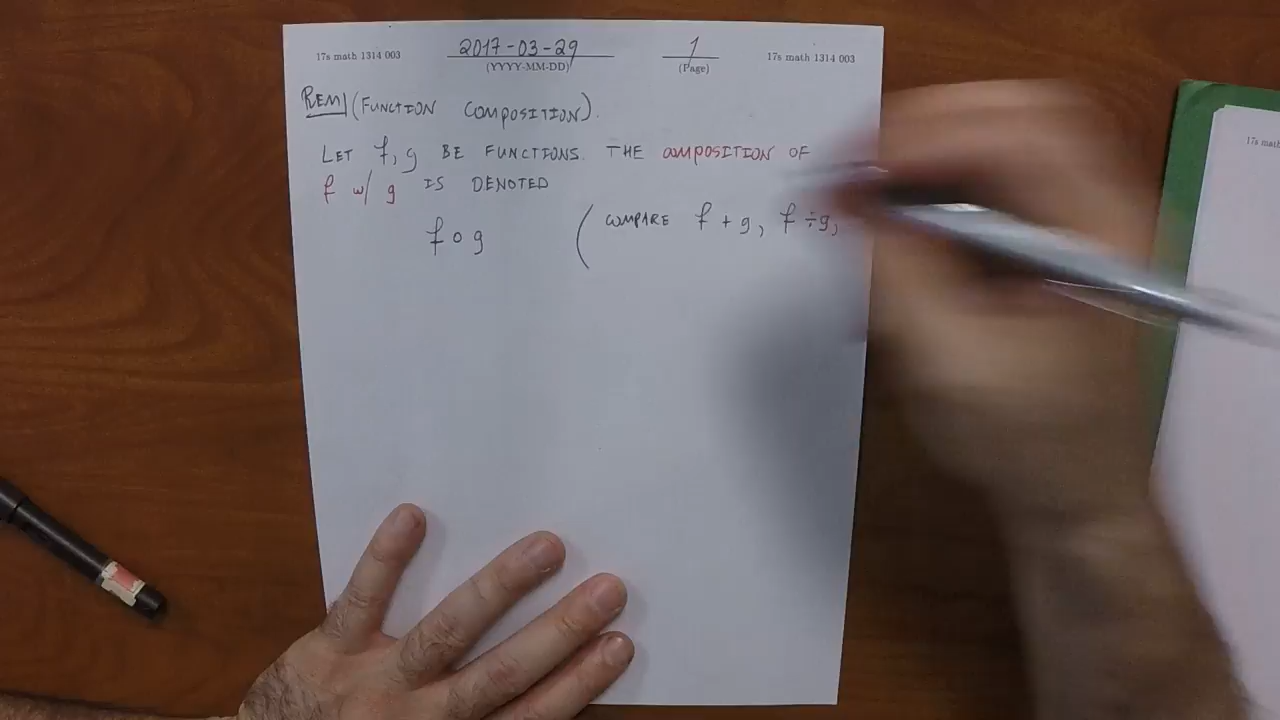 17s math 1314 003 2017-03-29 1 17s math 1314 003
(YYYY-MM-DD) (Page)
REM (FUNCTION COMPOSITION).
LET f, g BE FUNCTIONS. THE COMPOSITION OF
f w/ g IS DENOTED
f ∘ g (COMPARE f + g, f ÷ g,
17s math